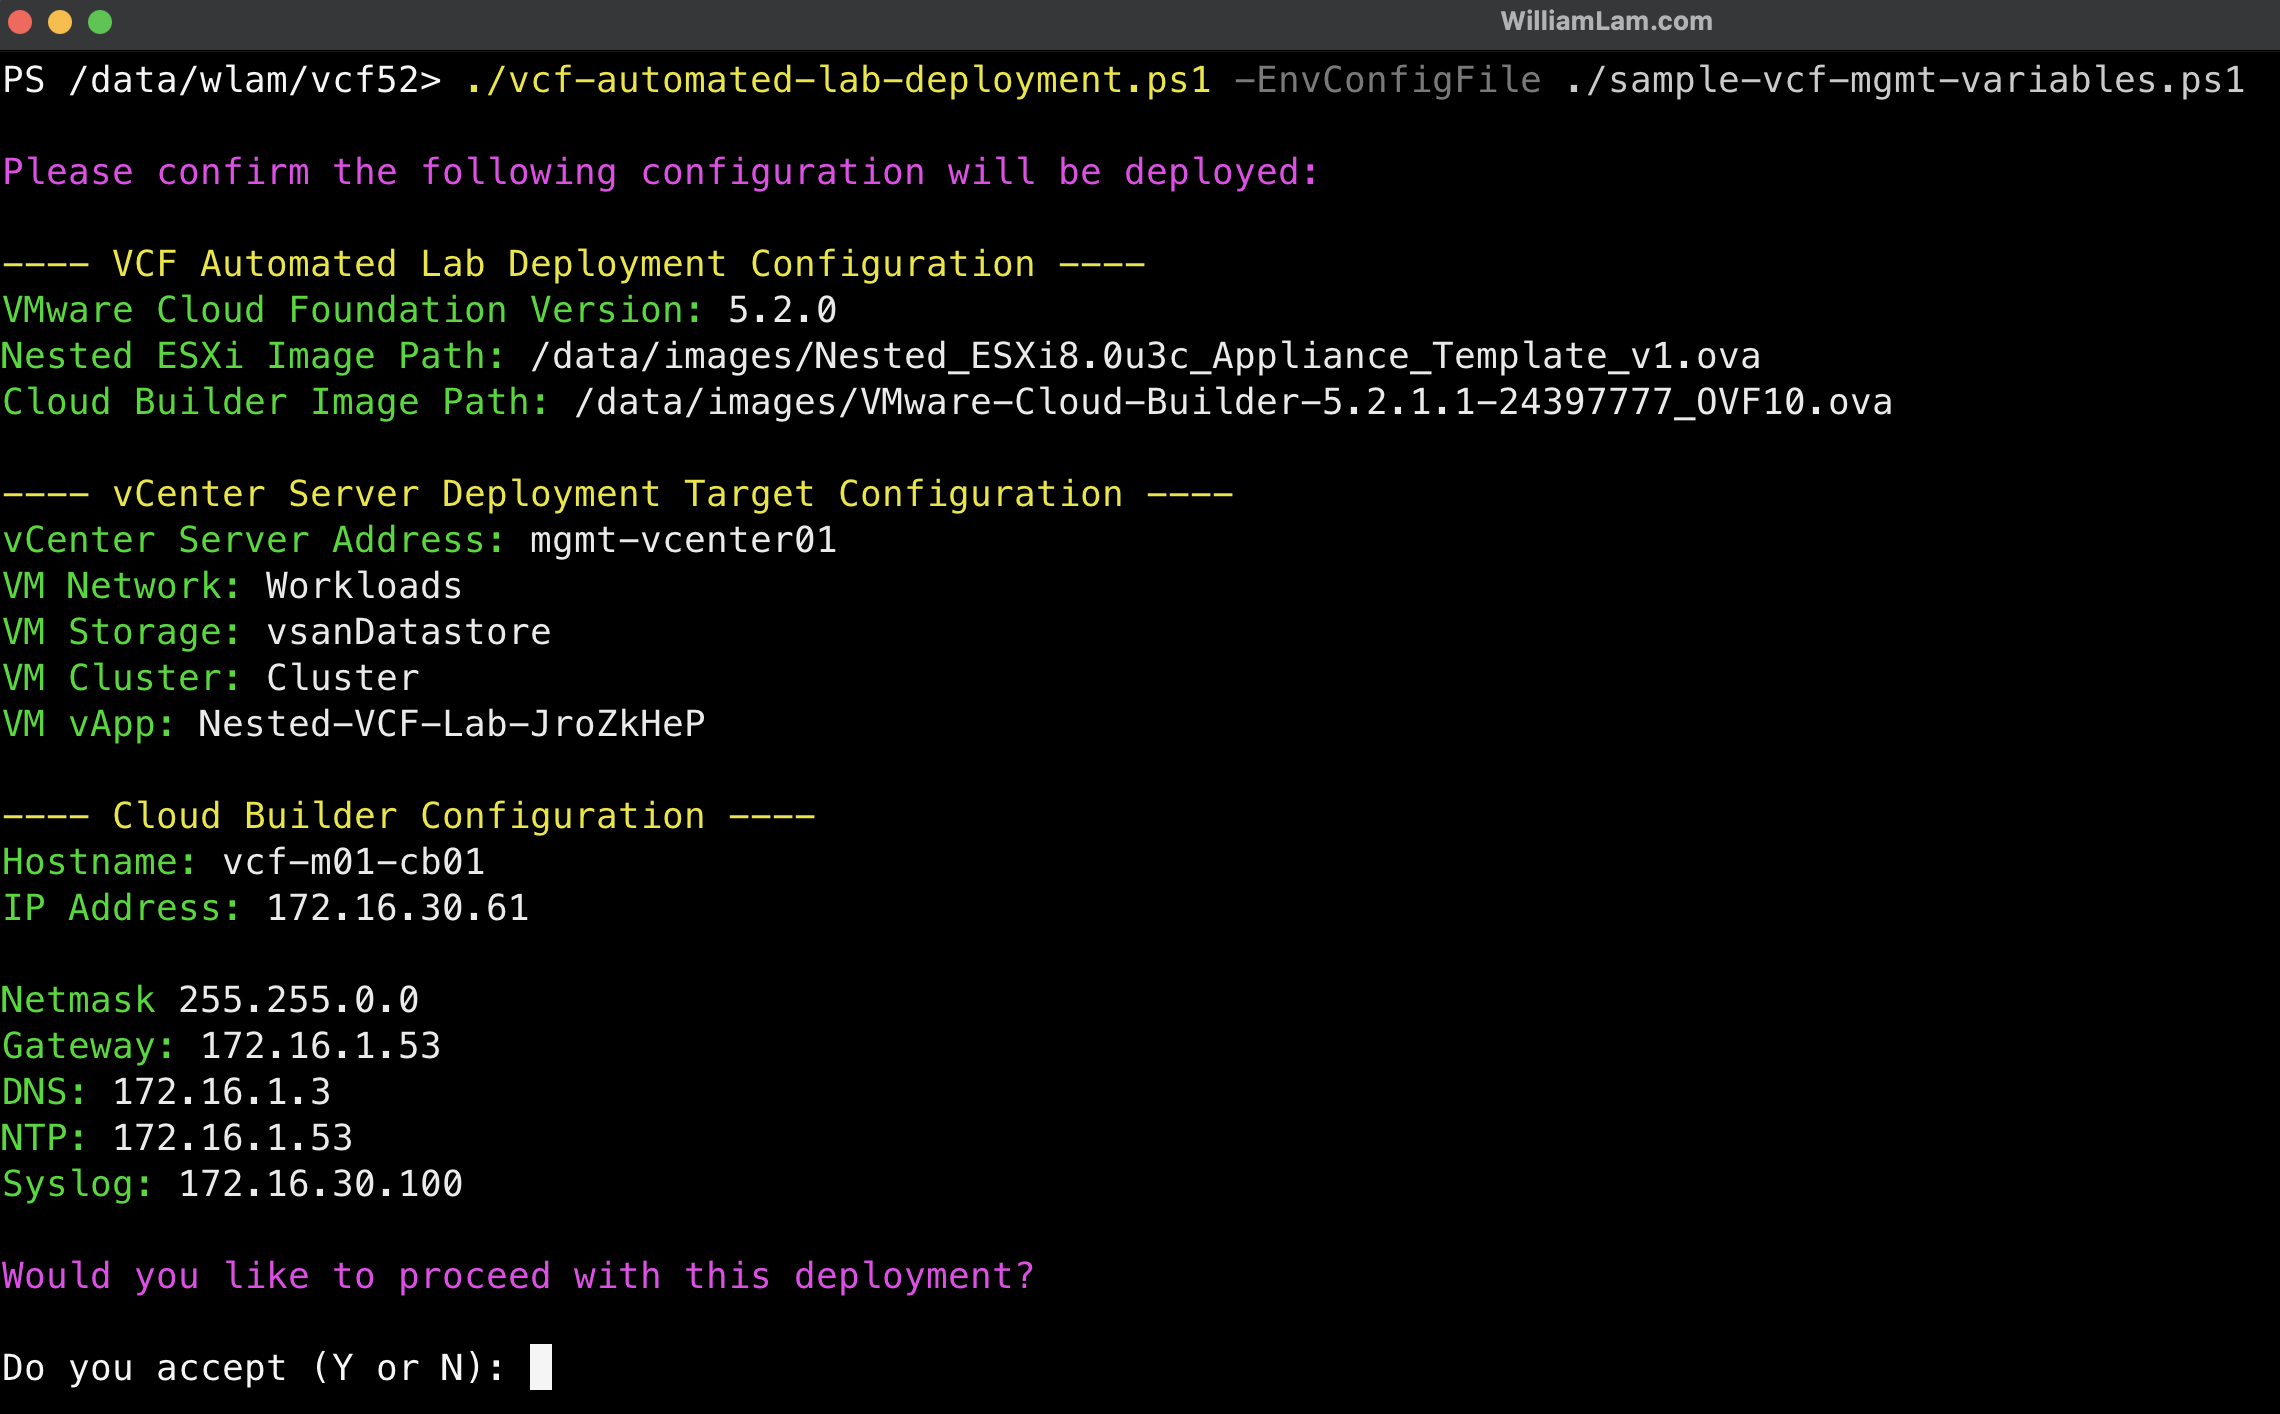 WilliamLam.com
PS /data/wlam/vcf52> ./vcf-automated-lab-deployment.ps1 -EnvConfigFile ./sample-vcf-mgmt-variables.ps1
Please confirm the following configuration will be deployed:
---- VCF Automated Lab Deployment Configuration ----
VMware Cloud Foundation Version: 5.2.0
Nested ESXi Image Path: /data/images/Nested_ESXi8.0u3c_Appliance_Template_v1.ova
Cloud Builder Image Path: /data/images/VMware-Cloud-Builder-5.2.1.1-24397777_OVF10.ova
---- vCenter Server Deployment Target Configuration ----
vCenter Server Address: mgmt-vcenter01
VM Network: Workloads
VM Storage: vsanDatastore
VM Cluster: Cluster
VM vApp: Nested-VCF-Lab-JroZkHeP
---- Cloud Builder Configuration ----
Hostname: vcf-m01-cb01
IP Address: 172.16.30.61
Netmask 255.255.0.0
Gateway: 172.16.1.53
DNS: 172.16.1.3
NTP: 172.16.1.53
Syslog: 172.16.30.100
Would you like to proceed with this deployment?
Do you accept (Y or N):